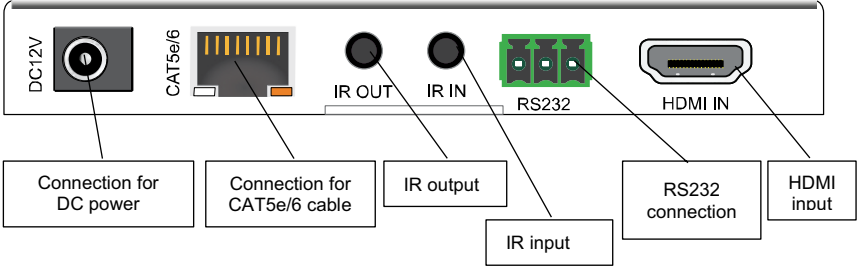 DC12V
CAT5e/6
IR OUT
IR IN
RS232
HDMI IN
Connection for
DC power
Connection for
CAT5e/6 cable
IR output
IR input
RS232
connection
HDMI
input